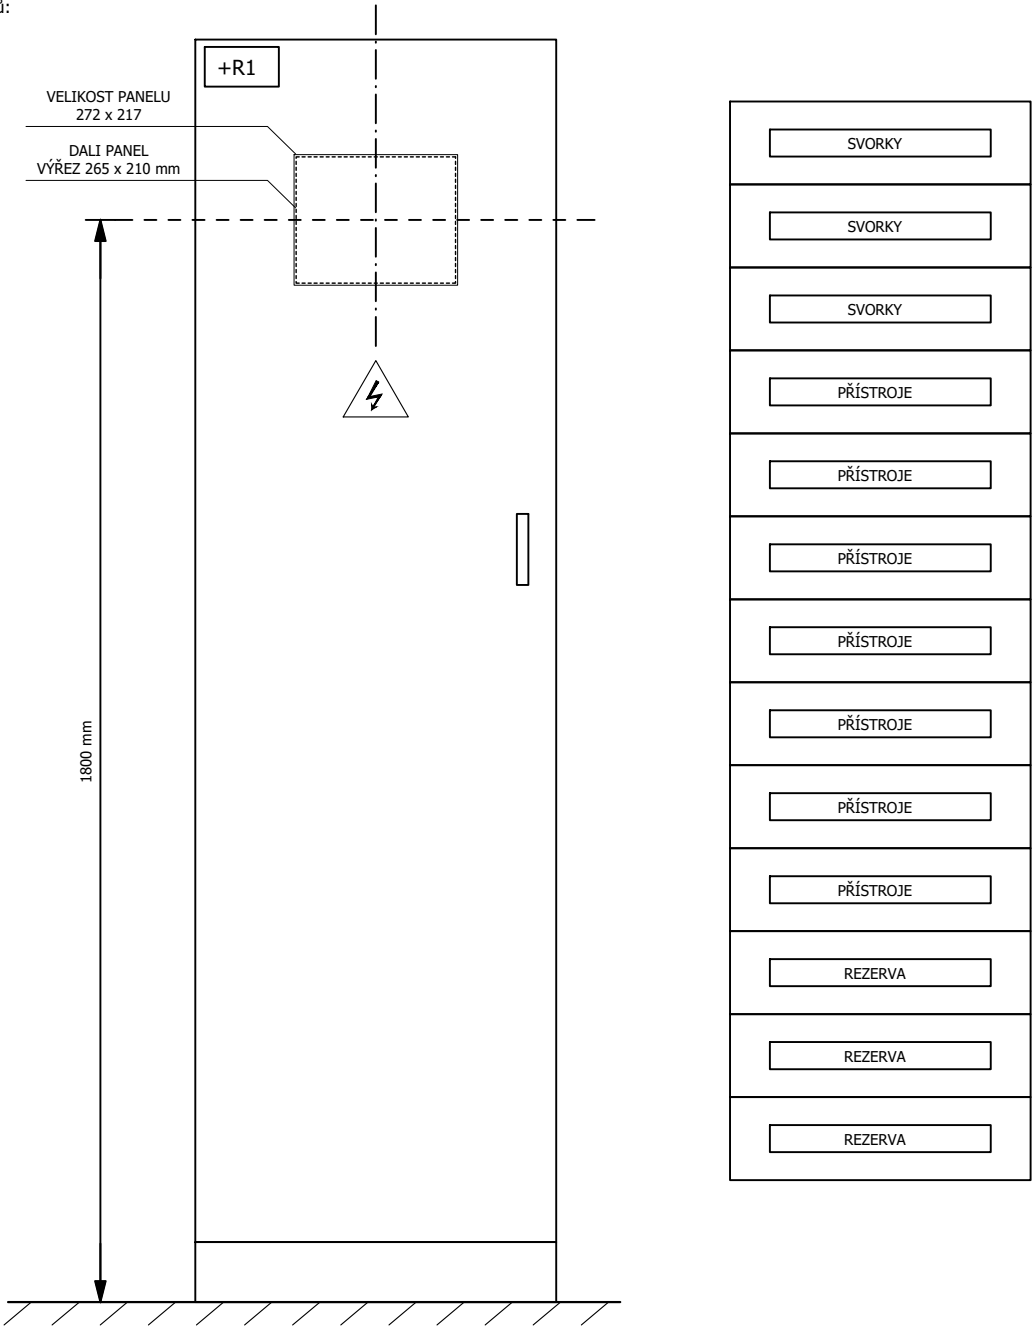 ů:
+R1
VELIKOST PANELU
272 x 217
DALI PANEL
VÝŘEZ 265 x 210 mm
1800 mm
SVORKY
SVORKY
SVORKY
PŘÍSTROJE
PŘÍSTROJE
PŘÍSTROJE
PŘÍSTROJE
PŘÍSTROJE
PŘÍSTROJE
PŘÍSTROJE
REZERVA
REZERVA
REZERVA